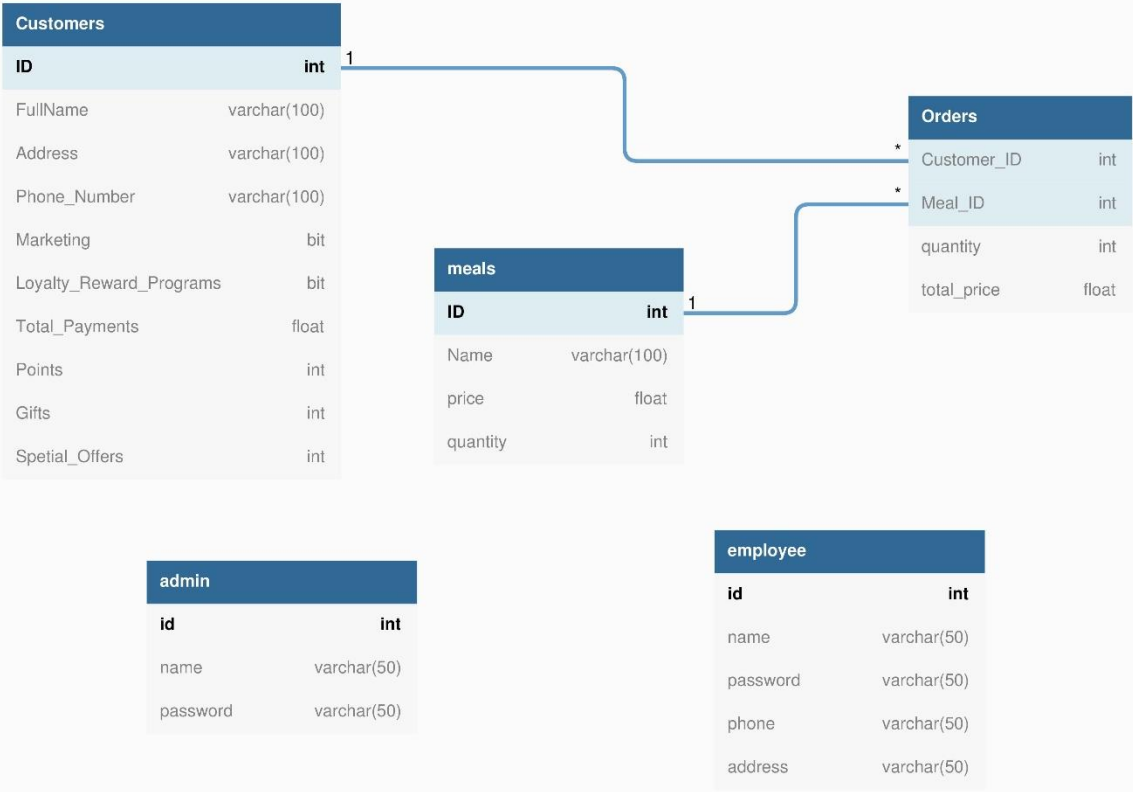 Customers
ID int
FullName varchar(100)
Address varchar(100)
Phone_Number varchar(100)
Marketing bit
Loyalty_Reward_Programs bit
Total_Payments float
Points int
Gifts int
Spetial_Offers int
1
*
*
1
Orders
Customer_ID int
Meal_ID int
quantity int
total_price float
meals
ID int
Name varchar(100)
price float
quantity int
admin
id int
name varchar(50)
password varchar(50)
employee
id int
name varchar(50)
password varchar(50)
phone varchar(50)
address varchar(50)